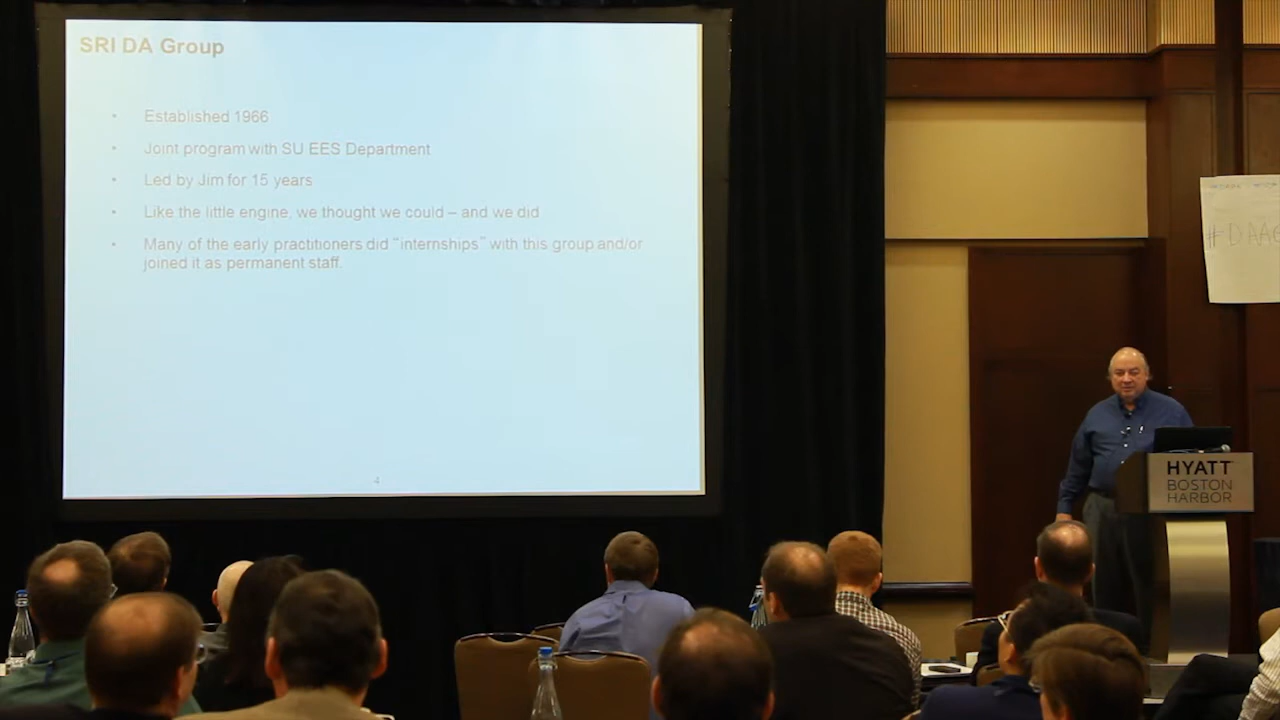 SRI DA Group
• Established 1966
• Joint program with SU EES Department
• Led by Jim for 15 years
• Like the little engine, we thought we could – and we did
• Many of the early practitioners did “internships” with this group and/or
joined it as permanent staff.
4
#DAAG
HYATT
BOSTON
HARBOR